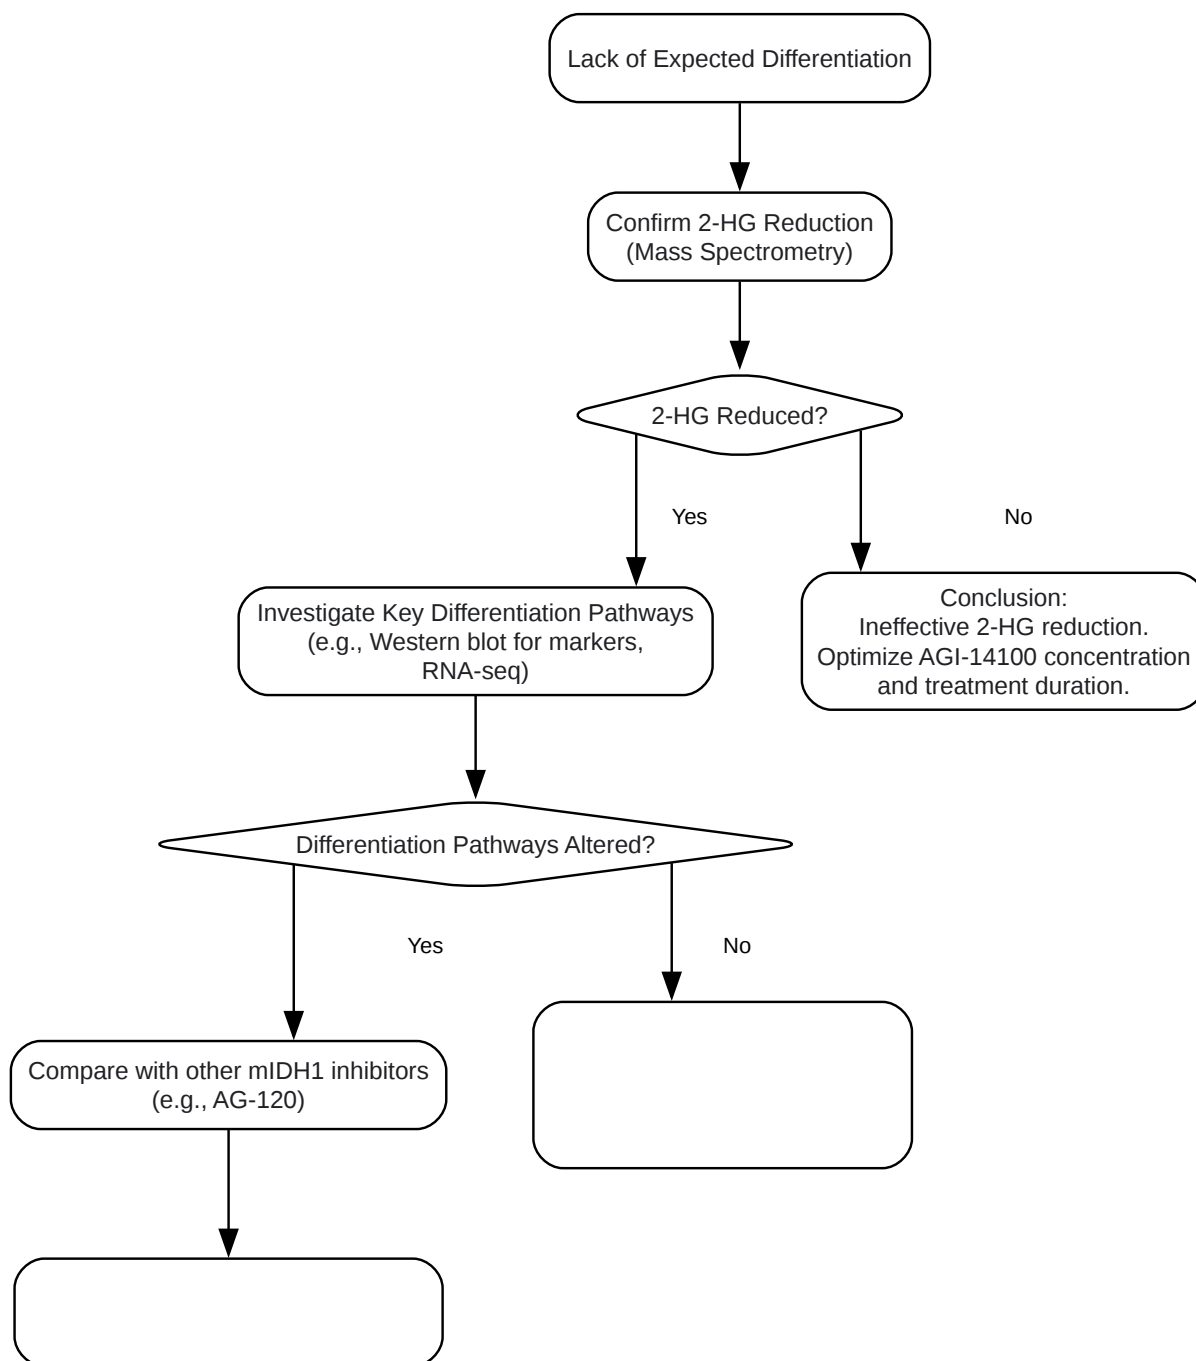 Lack of Expected Differentiation
Confirm 2-HG Reduction
(Mass Spectrometry)
2-HG Reduced?
Yes
No
Investigate Key Differentiation Pathways
(e.g., Western blot for markers,
RNA-seq)
Conclusion:
Ineffective 2-HG reduction.
Optimize AGI-14100 concentration
and treatment duration.
Differentiation Pathways Altered?
Yes
No
Compare with other mIDH1 inhibitors
(e.g., AG-120)